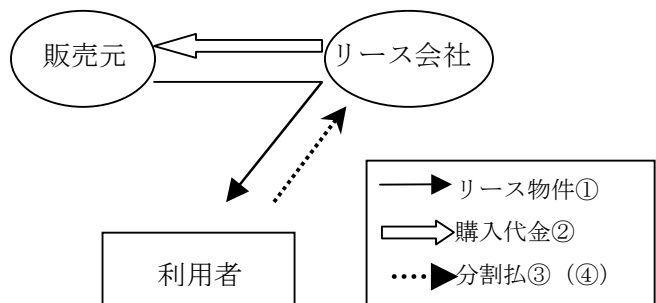 販売元
リース会社
利用者
リース物件①
購入代金②
分割払③（④）